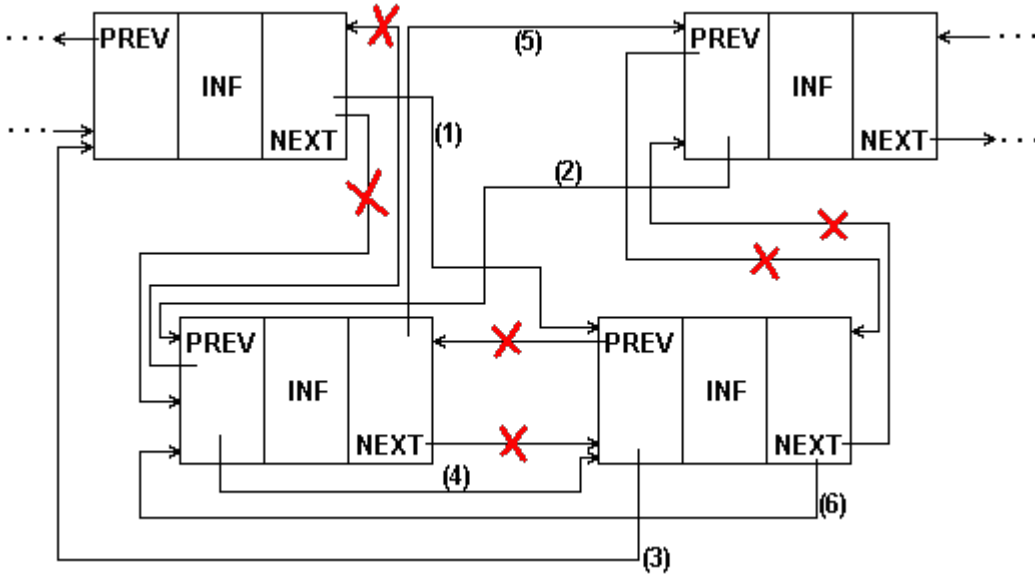 ... PREV
INF
... NEXT
(1)
(5)
PREV ...
INF
NEXT ...
(2)
PREV
INF
NEXT
(4)
PREV
INF
NEXT
(6)
(3)